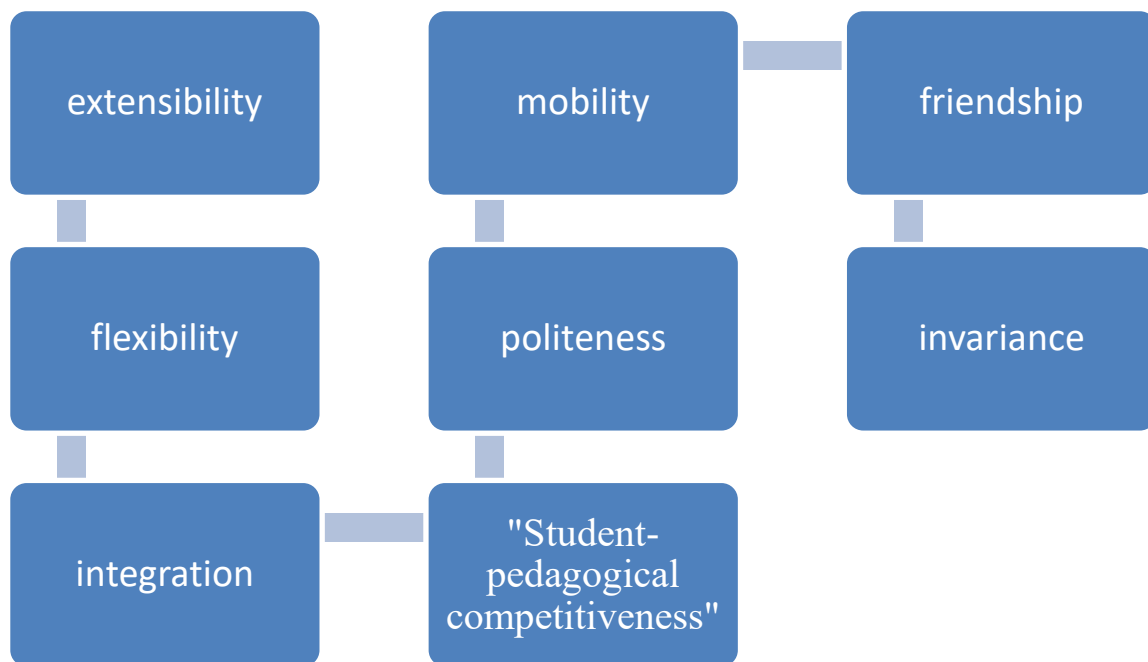 extensibility
flexibility
integration
"Student-
pedagogical
competitiveness"
politeness
mobility
friendship
invariance